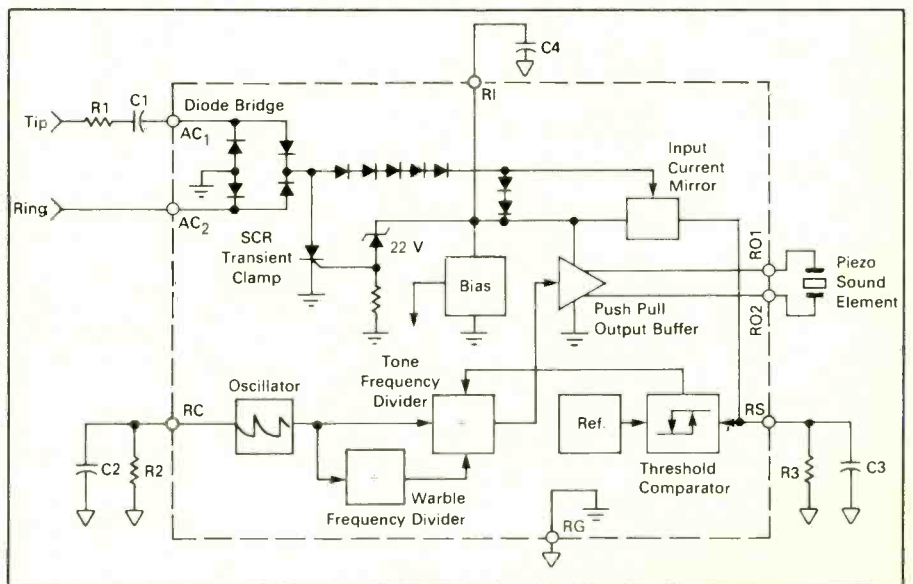 C4
RI
R1
C1
Diode Bridge
Tip
AC1
Input
Current
Mirror
Ring
AC2
SCR
Transient
Clamp
22 V
Bias
RO1
Piezo
Sound
Element
RO2
Push Pull
Output Buffer
Tone
Frequency
Divider
Oscillator
RC
Ref.
RS
C2
R2
Threshold
Comparator
R3
C3
Warble
Frequency Divider
RG